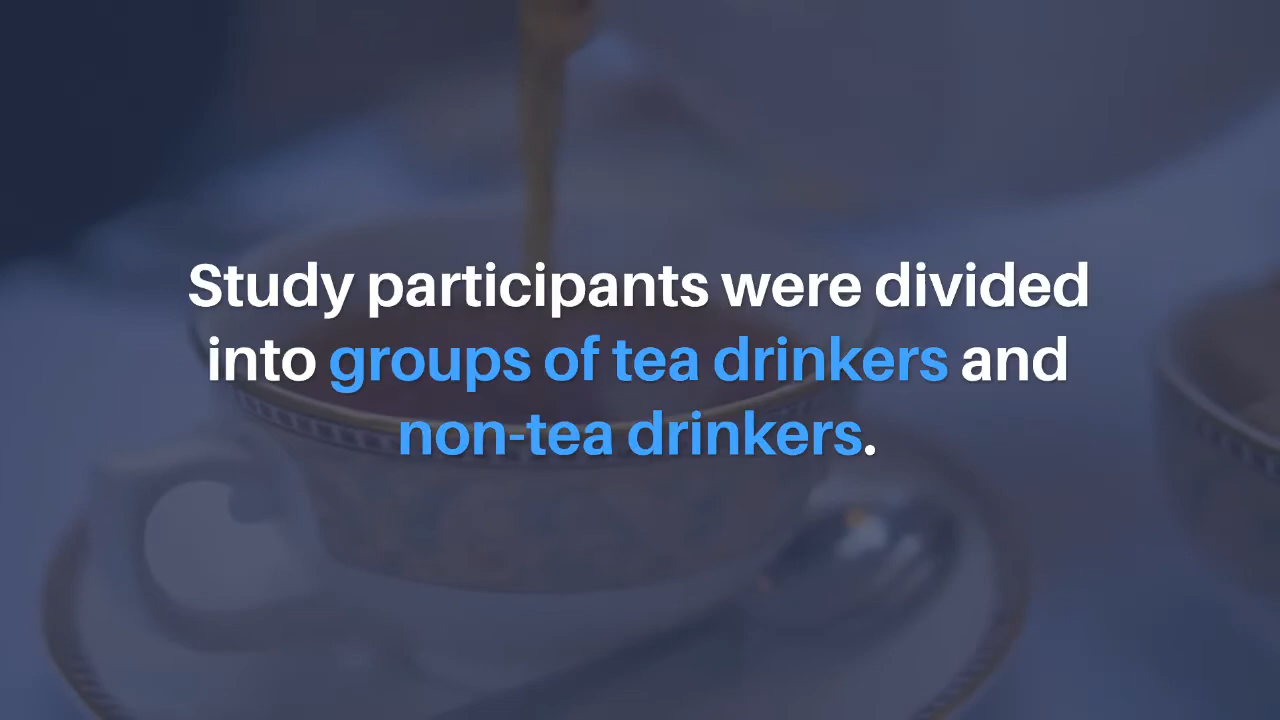 Study participants were divided
into groups of tea drinkers and
non-tea drinkers.